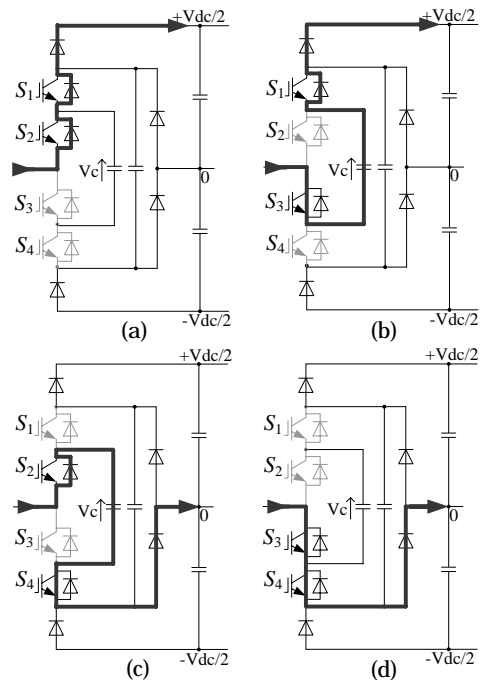 +Vdc/2
S1
S2
Vc
0
S3
S4
-Vdc/2
(a)
+Vdc/2
S1
S2
Vc
0
S3
S4
-Vdc/2
(b)
+Vdc/2
S1
S2
Vc
0
S3
S4
-Vdc/2
(c)
+Vdc/2
S1
S2
Vc
0
S3
S4
-Vdc/2
(d)